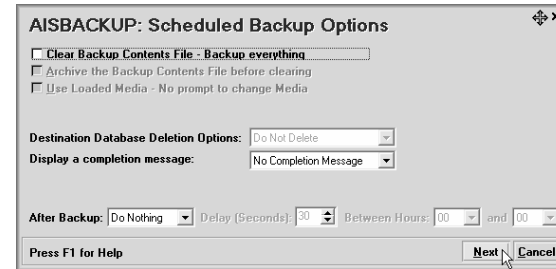 AISBACKUP: Scheduled Backup Options
Clear Backup Contents File - Backup everything
Archive the Backup Contents File before clearing
Use Loaded Media - No prompt to change Media
Destination Database Deletion Options: Do Not Delete
Display a completion message: No Completion Message
After Backup: Do Nothing Delay (Seconds): 30 Between Hours: 00 and 00
Press F1 for Help Next Cancel